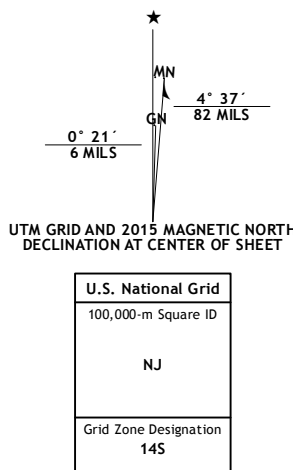 ★
MN
GN
4° 37´
82 MILS
0° 21´
6 MILS
UTM GRID AND 2015 MAGNETIC NORTH
DECLINATION AT CENTER OF SHEET
U.S. National Grid
100,000-m Square ID
NJ
Grid Zone Designation
14S